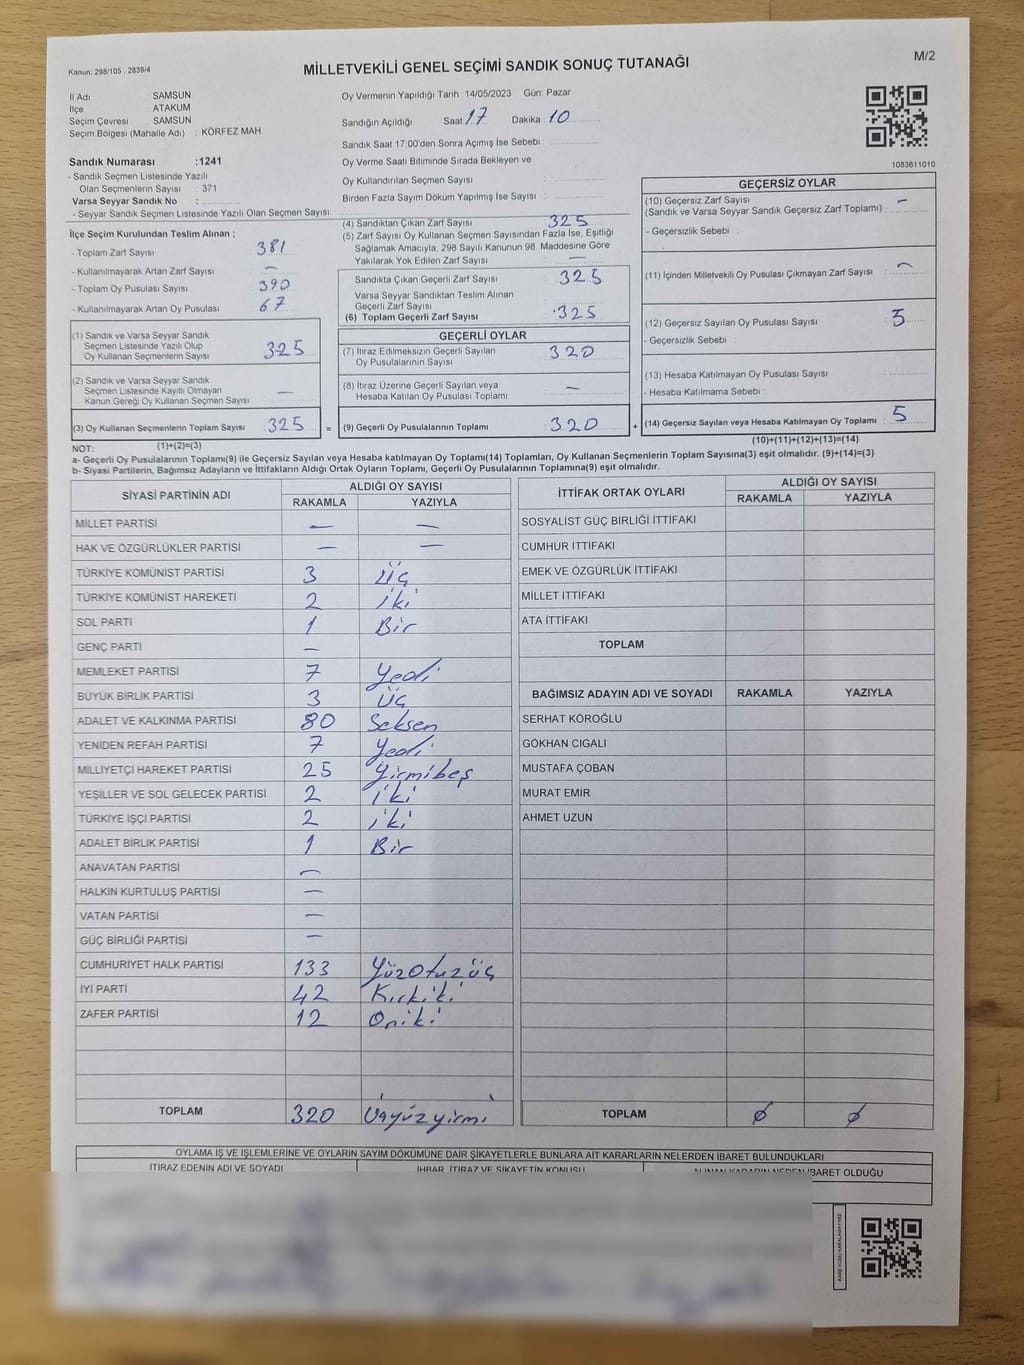 Kanun: 298/105 , 2839/4
MİLLETVEKİLİ GENEL SEÇİMİ SANDIK SONUÇ TUTANAĞI
M/2
İl Adı SAMSUN
İlçe ATAKUM
Seçim Çevresi SAMSUN
Seçim Bölgesi (Mahalle Adı) : KÖRFEZ MAH.
Sandık Numarası :1241
- Sandık Seçmen Listesinde Yazılı
Olan Seçmenlerin Sayısı : 371
Varsa Seyyar Sandık No :
- Seyyar Sandık Seçmen Listesinde Yazılı Olan Seçmen Sayısı:
Oy Vermenin Yapıldığı Tarih :14/05/2023 Gün: Pazar
Sandığın Açıldığı Saat: 17 Dakika : 10
Sandık Saat 17:00'den Sonra Açımış İse Sebebi :
Oy Verme Saati Bitiminde Sırada Bekleyen ve
Oy Kullandırılan Seçmen Sayısı :
Birden Fazla Sayım Döküm Yapılmış İse Sayısı :
1083611010
İlçe Seçim Kurulundan Teslim Alınan ;
- Toplam Zarf Sayısı : 381
- Kullanılmayarak Artan Zarf Sayısı : —
- Toplam Oy Pusulası Sayısı : 390
- Kullanılmayarak Artan Oy Pusulası : 67
(1) Sandık ve Varsa Seyyar Sandık
Seçmen Listesinde Yazılı Olup
Oy Kullanan Seçmenlerin Sayısı : 325
(2) Sandık ve Varsa Seyyar Sandık
Seçmen Listesinde Kayıtlı Olmayan
Kanun Gereği Oy Kullanan Seçmen Sayısı : —
(3) Oy Kullanan Seçmenlerin Toplam Sayısı : 325 =
(1)+(2)=(3)
(4) Sandıktan Çıkan Zarf Sayısı : 325
(5) Zarf Sayısı Oy Kullanan Seçmen Sayısından Fazla İse, Eşitliği
Sağlamak Amacıyla, 298 Sayılı Kanunun 98. Maddesine Göre
Yakılarak Yok Edilen Zarf Sayısı : —
Sandıkta Çıkan Geçerli Zarf Sayısı : 325
Varsa Seyyar Sandıktan Teslim Alınan
Geçerli Zarf Sayısı :
(6) Toplam Geçerli Zarf Sayısı : 325
GEÇERLİ OYLAR
(7) İtiraz Edilmeksizin Geçerli Sayılan
Oy Pusulalarının Sayısı : 320
(8) İtiraz Üzerine Geçerli Sayılan veya
Hesaba Katılan Oy Pusulası Toplamı : —
(9) Geçerli Oy Pusulalarının Toplamı : 320 +
GEÇERSİZ OYLAR
(10) Geçersiz Zarf Sayısı
(Sandık ve Varsa Seyyar Sandık Geçersiz Zarf Toplamı) : —
- Geçersizlik Sebebi :
(11) İçinden Milletvekili Oy Pusulası Çıkmayan Zarf Sayısı : —
(12) Geçersiz Sayılan Oy Pusulası Sayısı : 5
- Geçersizlik Sebebi :
(13) Hesaba Katılmayan Oy Pusulası Sayısı :
- Hesaba Katılmama Sebebi :
(14) Geçersiz Sayılan veya Hesaba Katılmayan Oy Toplamı : 5
(10)+(11)+(12)+(13)=(14)
NOT:
a- Geçerli Oy Pusulalarının Toplamı(9) ile Geçersiz Sayılan veya Hesaba katılmayan Oy Toplamı(14) Toplamları, Oy Kullanan Seçmenlerin Toplam Sayısına(3) eşit olmalıdır. (9)+(14)=(3)
b- Siyasi Partilerin, Bağımsız Adayların ve İttifakların Aldığı Ortak Oyların Toplamı, Geçerli Oy Pusulalarının Toplamına(9) eşit olmalıdır.
SİYASİ PARTİNİN ADI ALDIĞI OY SAYISI
RAKAMLA YAZIYLA
MİLLET PARTİSİ — —
HAK VE ÖZGÜRLÜKLER PARTİSİ — —
TÜRKİYE KOMÜNİST PARTİSİ 3 üç
TÜRKİYE KOMÜNİST HAREKETİ 2 iki
SOL PARTİ 1 Bir
GENÇ PARTİ —
MEMLEKET PARTİSİ 7 Yedi
BÜYÜK BİRLİK PARTİSİ 3 üç
ADALET VE KALKINMA PARTİSİ 80 Seksen
YENİDEN REFAH PARTİSİ 7 Yedi
MİLLİYETÇİ HAREKET PARTİSİ 25 Yirmibeş
YEŞİLLER VE SOL GELECEK PARTİSİ 2 iki
TÜRKİYE İŞÇİ PARTİSİ 2 iki
ADALET BİRLİK PARTİSİ 1 Bir
ANAVATAN PARTİSİ —
HALKIN KURTULUŞ PARTİSİ —
VATAN PARTİSİ —
GÜÇ BİRLİĞİ PARTİSİ —
CUMHURİYET HALK PARTİSİ 133 Yüzotuzüç
İYİ PARTİ 42 Kırkiki
ZAFER PARTİSİ 12 Oniki
TOPLAM 320 Üçyüzyirmi
İTTİFAK ORTAK OYLARI ALDIĞI OY SAYISI
RAKAMLA YAZIYLA
SOSYALİST GÜÇ BİRLİĞİ İTTİFAKI
CUMHUR İTTİFAKI
EMEK VE ÖZGÜRLÜK İTTİFAKI
MİLLET İTTİFAKI
ATA İTTİFAKI
TOPLAM
BAĞIMSIZ ADAYIN ADI VE SOYADI RAKAMLA YAZIYLA
SERHAT KÖROĞLU
GÖKHAN CIGALI
MUSTAFA ÇOBAN
MURAT EMİR
AHMET UZUN
TOPLAM 0 0
OYLAMA İŞ VE İŞLEMLERİNE VE OYLARIN SAYIM DÖKÜMÜNE DAİR ŞİKAYETLERLE BUNLARA AİT KARARLARIN NELERDEN İBARET BULUNDUKLARI
İTİRAZ EDENİN ADI VE SOYADI İHBAR, İTİRAZ VE ŞİKAYETİN KONUSU ALINAN KARARIN NEDEN İBARET OLDUĞU